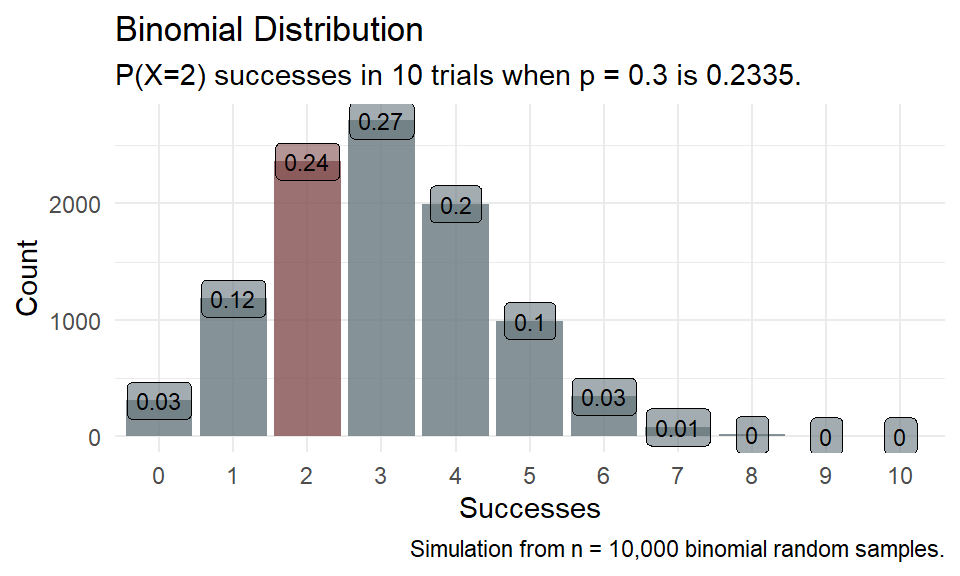 Binomial Distribution
P(X=2) successes in 10 trials when p = 0.3 is 0.2335.
0.27
0.24
0.2
2000
0.12
Count
1000
0.1
0.03
0.03
0.01
0
0
0
0
0 1 2 3 4 5 6 7 8 9 10
Successes
Simulation from n = 10,000 binomial random samples.